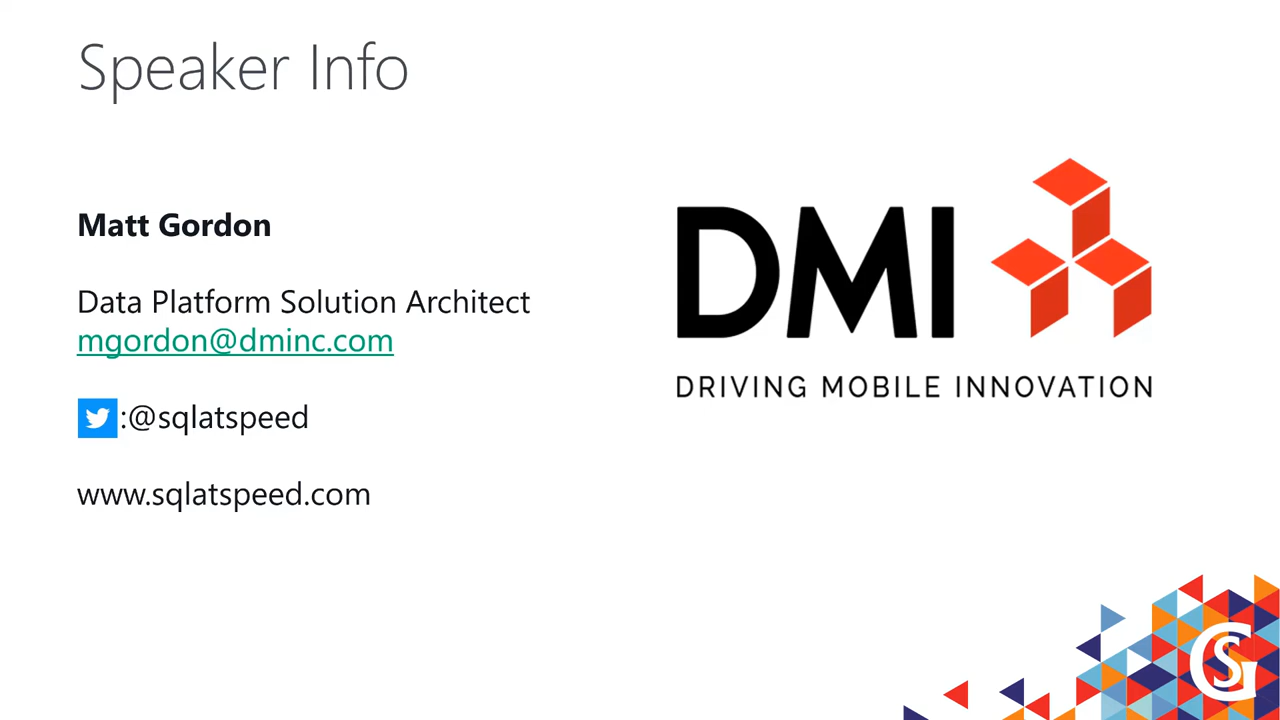 Speaker Info
Matt Gordon
Data Platform Solution Architect
mgordon@dminc.com
:@sqlatspeed
www.sqlatspeed.com
DMI
DRIVING MOBILE INNOVATION
GS